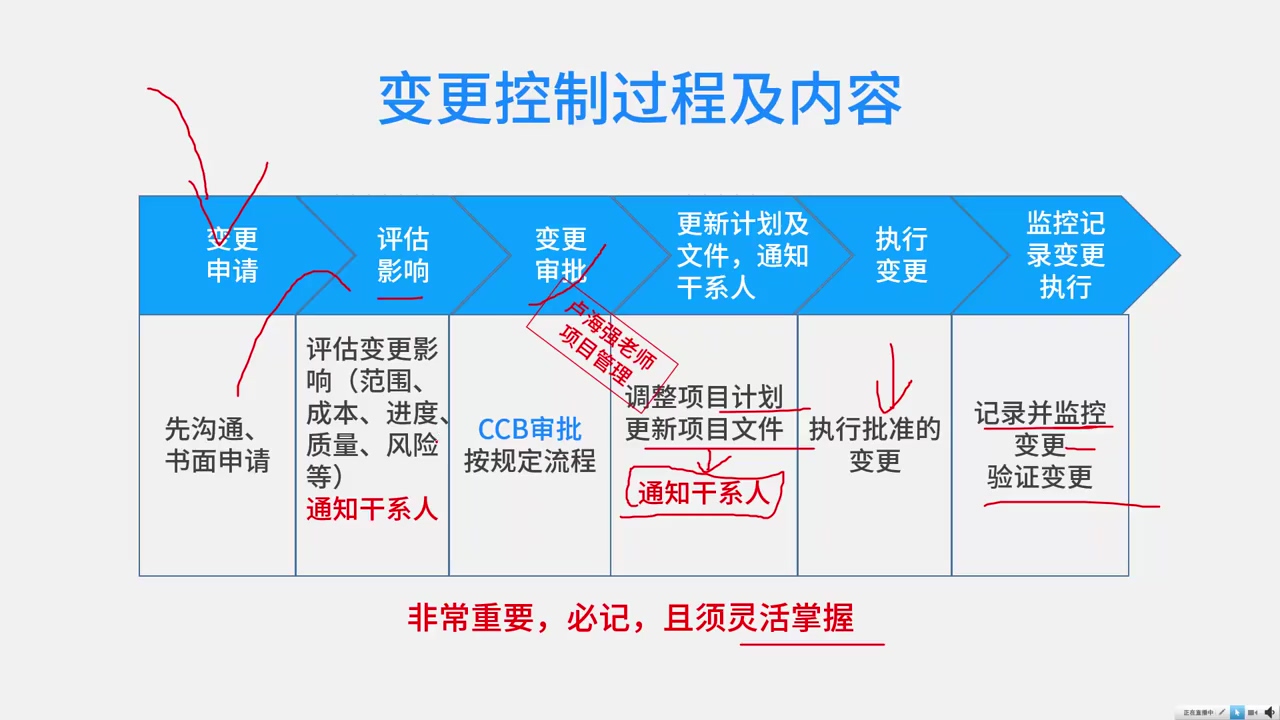 变更控制过程及内容
变更
申请
评估
影响
变更
审批
更新计划及
文件，通知
干系人
执行
变更
监控记
录变更
执行
先沟通、
书面申请
评估变更影
响（范围、
成本、进度、
质量、风险
等）
通知干系人
CCB审批
按规定流程
卢海强老师
项目管理
调整项目计划
更新项目文件
通知干系人
执行批准的
变更
记录并监控
变更
验证变更
非常重要，必记，且须灵活掌握
正在直播中